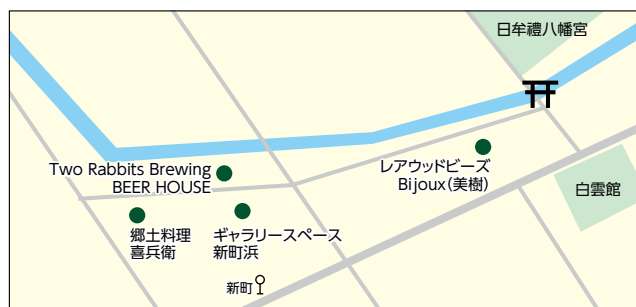 日牟禮八幡宮
Two Rabbits Brewing
BEER HOUSE
レアウッドビーズ
Bijoux(美樹)
白雲館
郷土料理
喜兵衛
ギャラリースペース
新町浜
新町